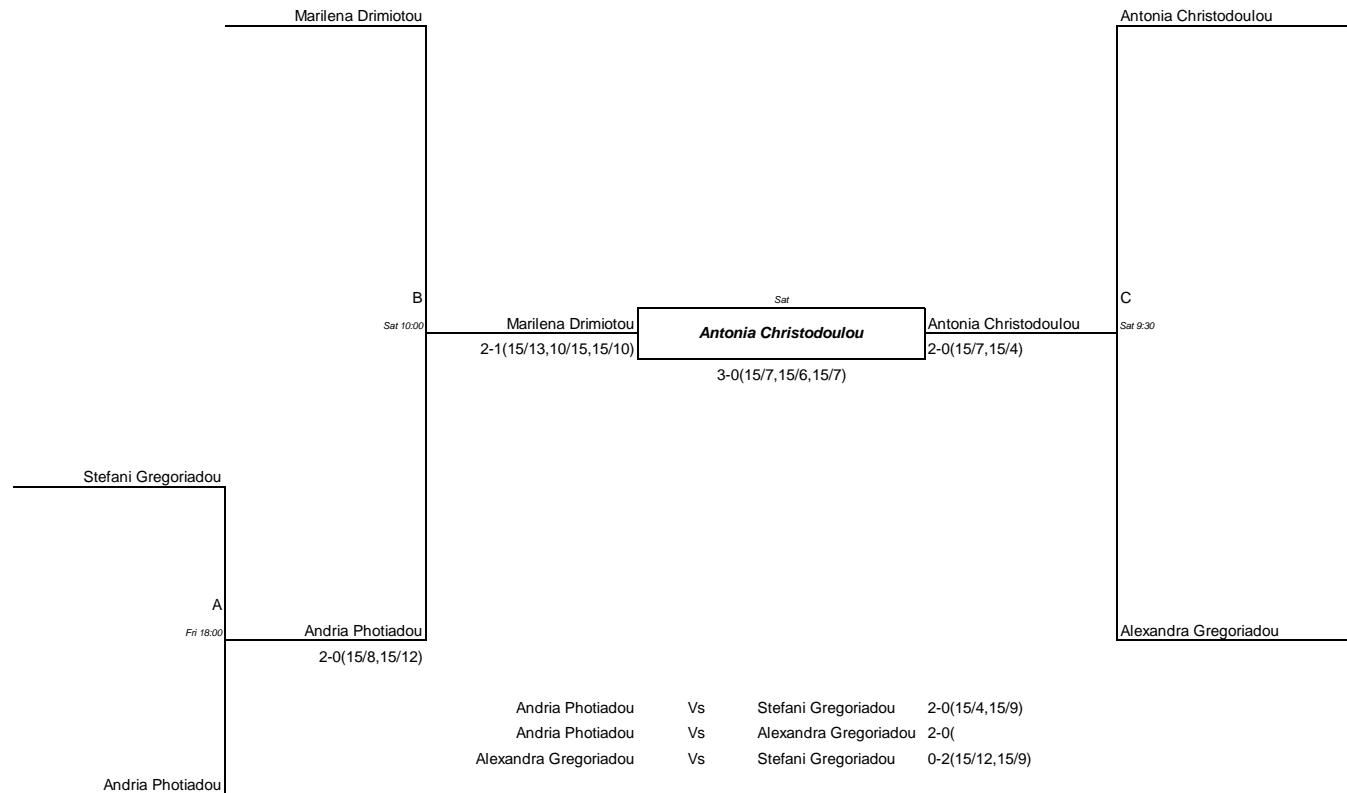 Marilena Drimiotou
Antonia Christodoulou
B
Sat
C
Sat 10:00
Marilena Drimiotou
Antonia Christodoulou
Antonia Christodoulou
Sat 9:30
2-1(15/13,10/15,15/10)
2-0(15/7,15/4)
3-0(15/7,15/6,15/7)
Stefani Gregoriadou
A
Fri 18:00
Andria Photiadou
Alexandra Gregoriadou
2-0(15/8,15/12)
Andria Photiadou Vs Stefani Gregoriadou 2-0(15/4,15/9)
Andria Photiadou Vs Alexandra Gregoriadou 2-0(
Alexandra Gregoriadou Vs Stefani Gregoriadou 0-2(15/12,15/9)
Andria Photiadou